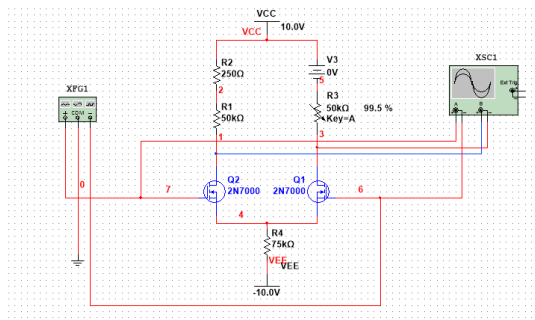 VCC
10.0V
VCC
R2
250Ω
2
R1
50kΩ
1
V3
0V
5
R3
50kΩ 99.5 %
Key=A
3
XSC1
Ext Trig
A B
XFG1
COM
0
7
Q2
2N7000
Q1
2N7000
6
4
R4
75kΩ
VEE
VEE
-10.0V